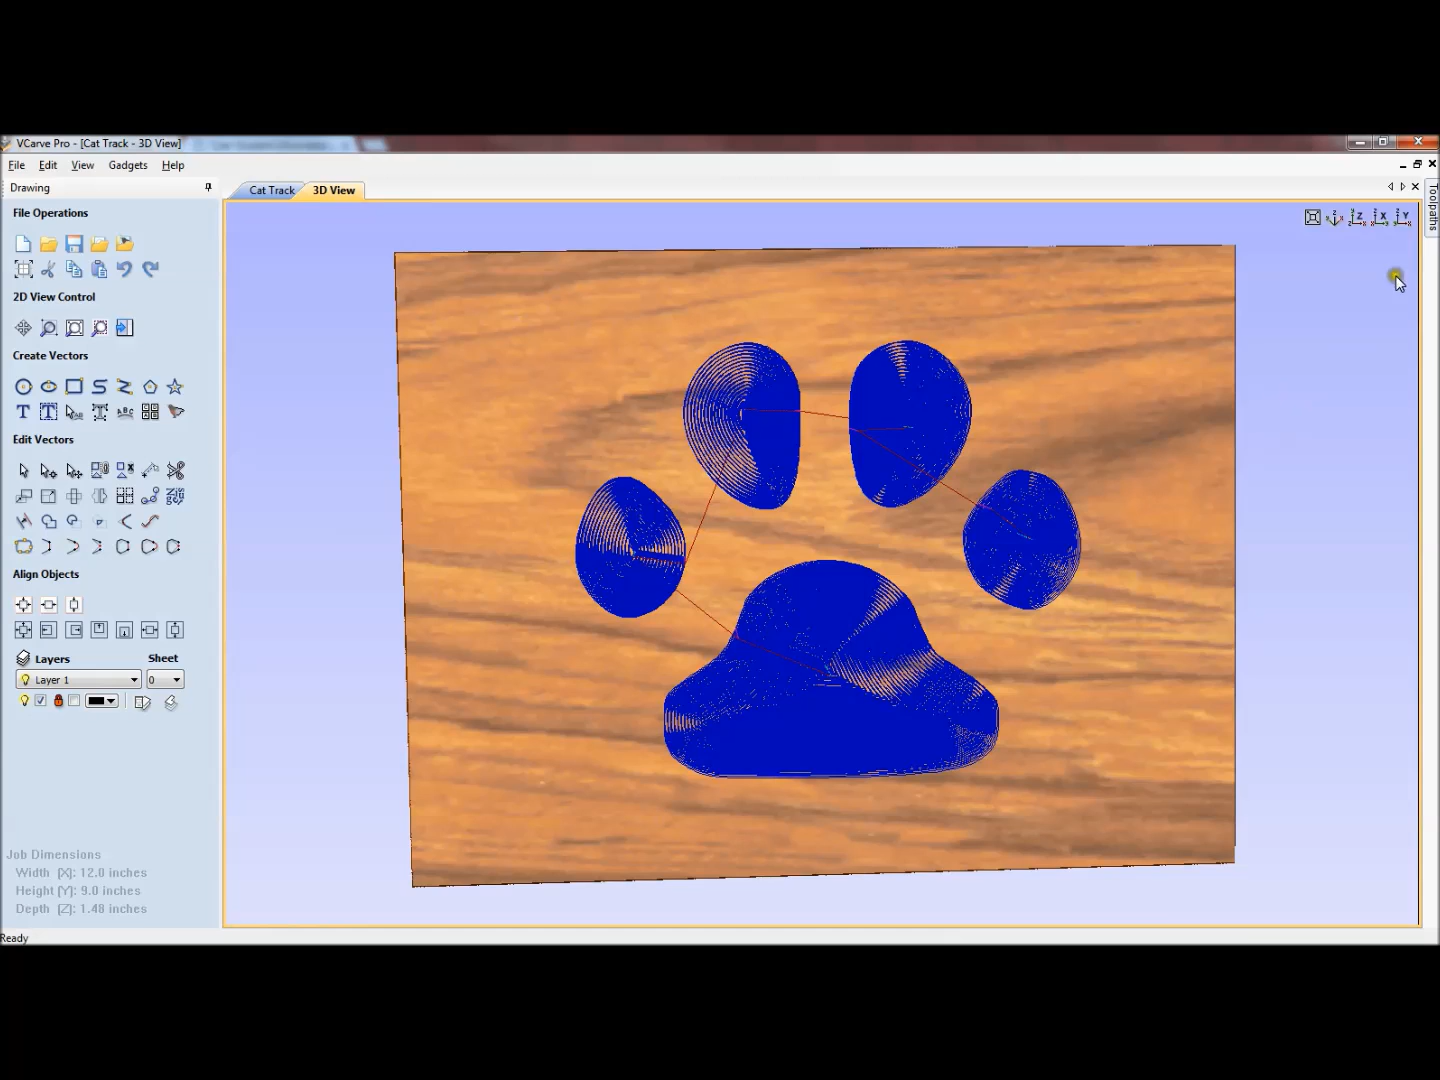 VCarve Pro - [Cat Track - 3D View]
File Edit View Gadgets Help
Drawing
Cat Track 3D View
Toolpaths
File Operations
2D View Control
Create Vectors
Edit Vectors
Align Objects
Layers Sheet
Layer 1 0
Job Dimensions
Width [X]: 12.0 inches
Height [Y]: 9.0 inches
Depth [Z]: 1.48 inches
Ready